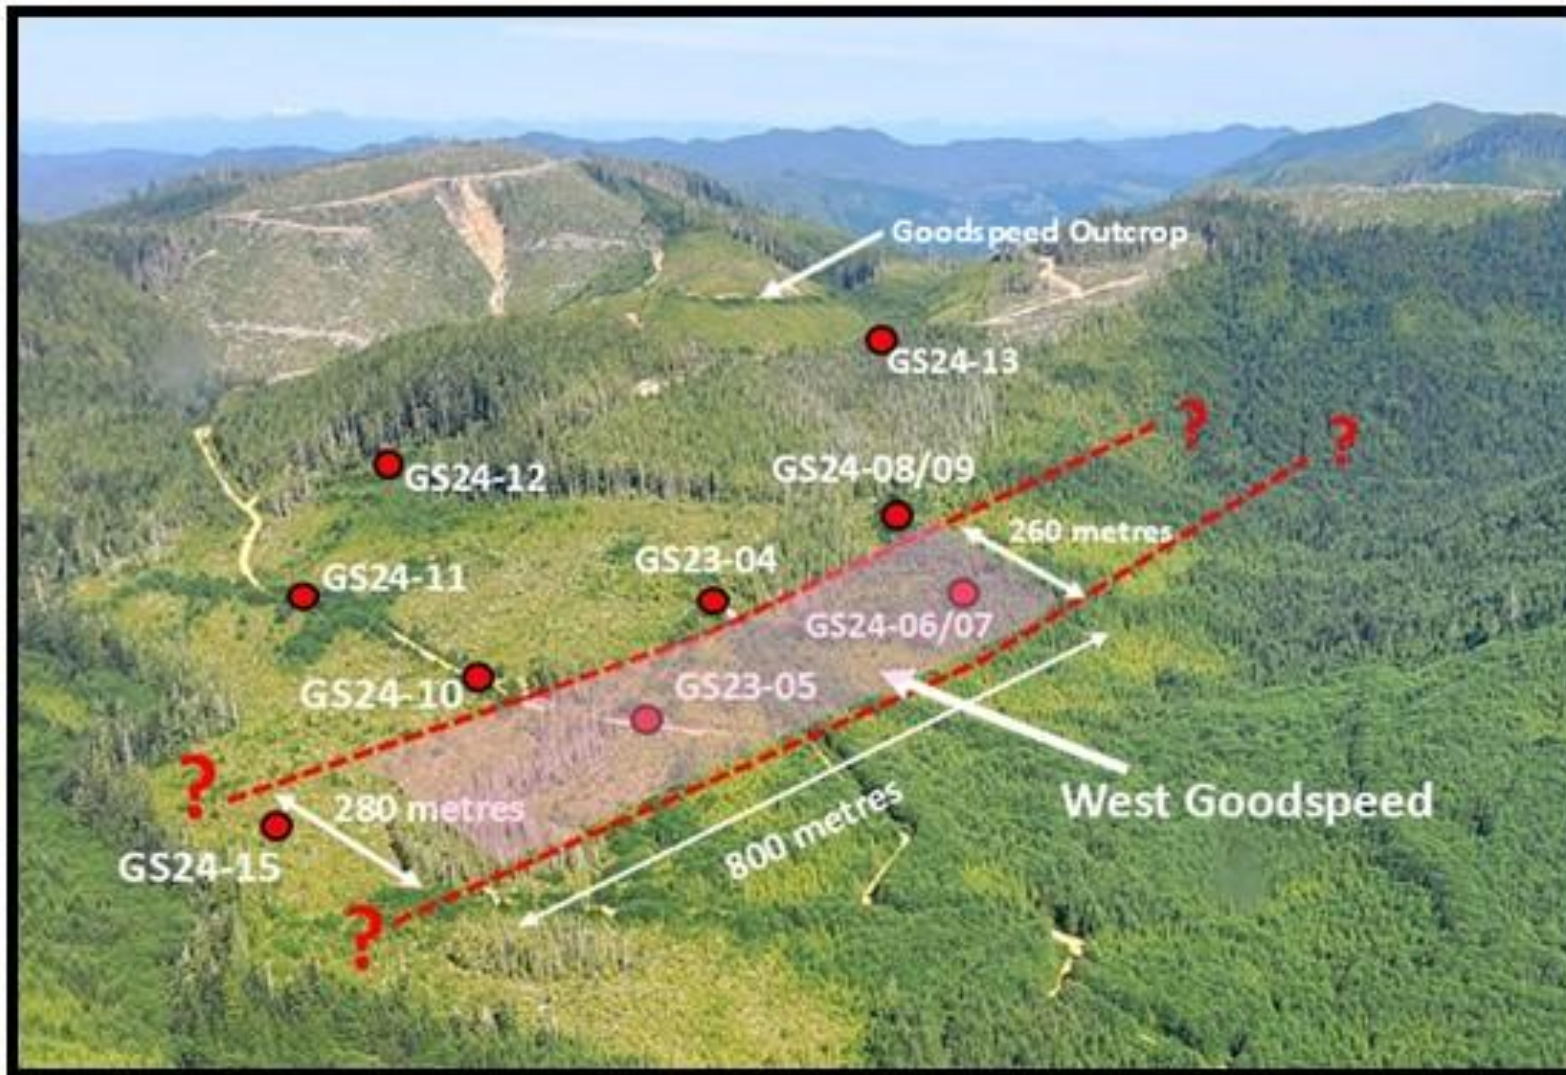 Goodspeed Outcrop
GS24-13
?
?
GS24-12
GS24-08/09
260 metres
GS24-11
GS23-04
GS24-06/07
GS24-10
GS23-05
?
280 metres
800 metres
West Goodspeed
GS24-15
?